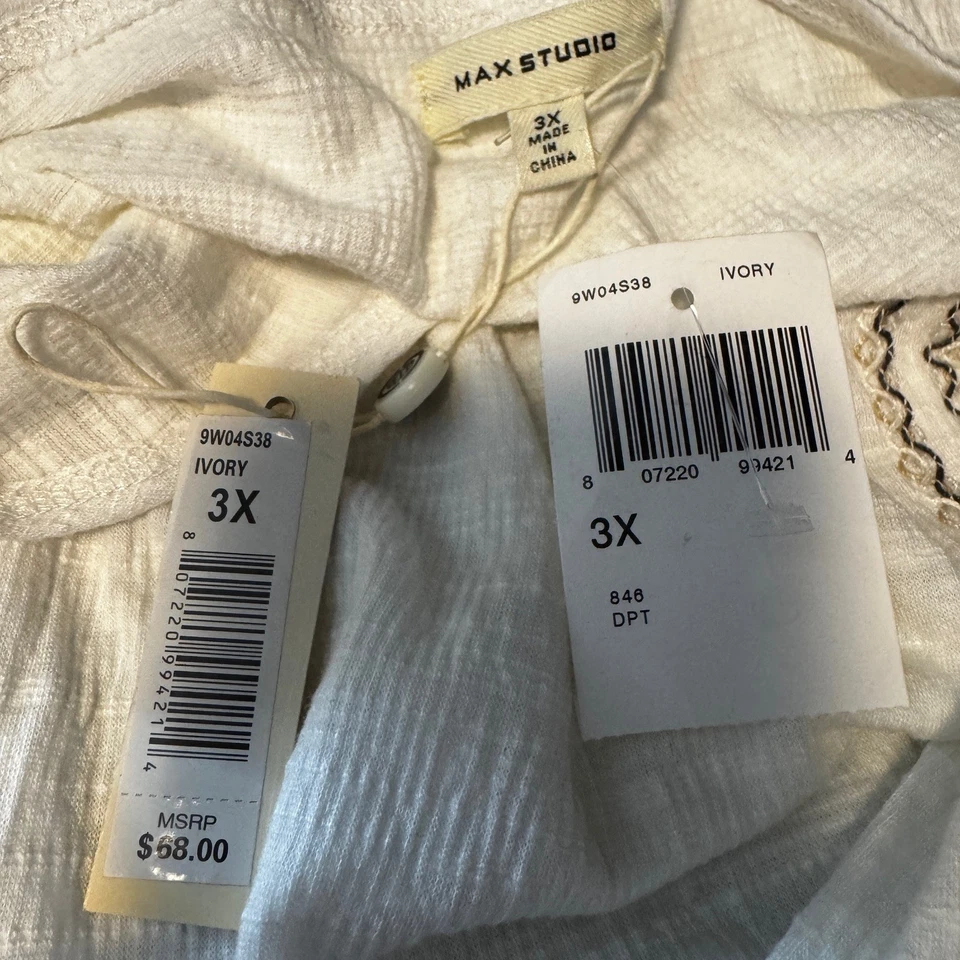 MAX STUDIO
3X
MADE
IN
CHINA
9W04S38
IVORY
3X
8 07220 99421 4
MSRP
$68.00
9W04S38 IVORY
8 07220 99421 4
3X
846
DPT